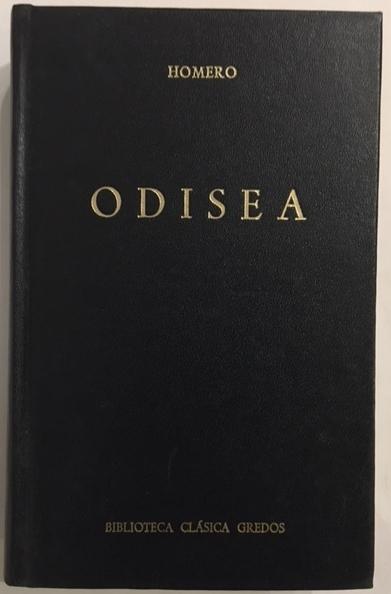 HOMERO
ODISEA
BIBLIOTECA CLÁSICA GREDOS